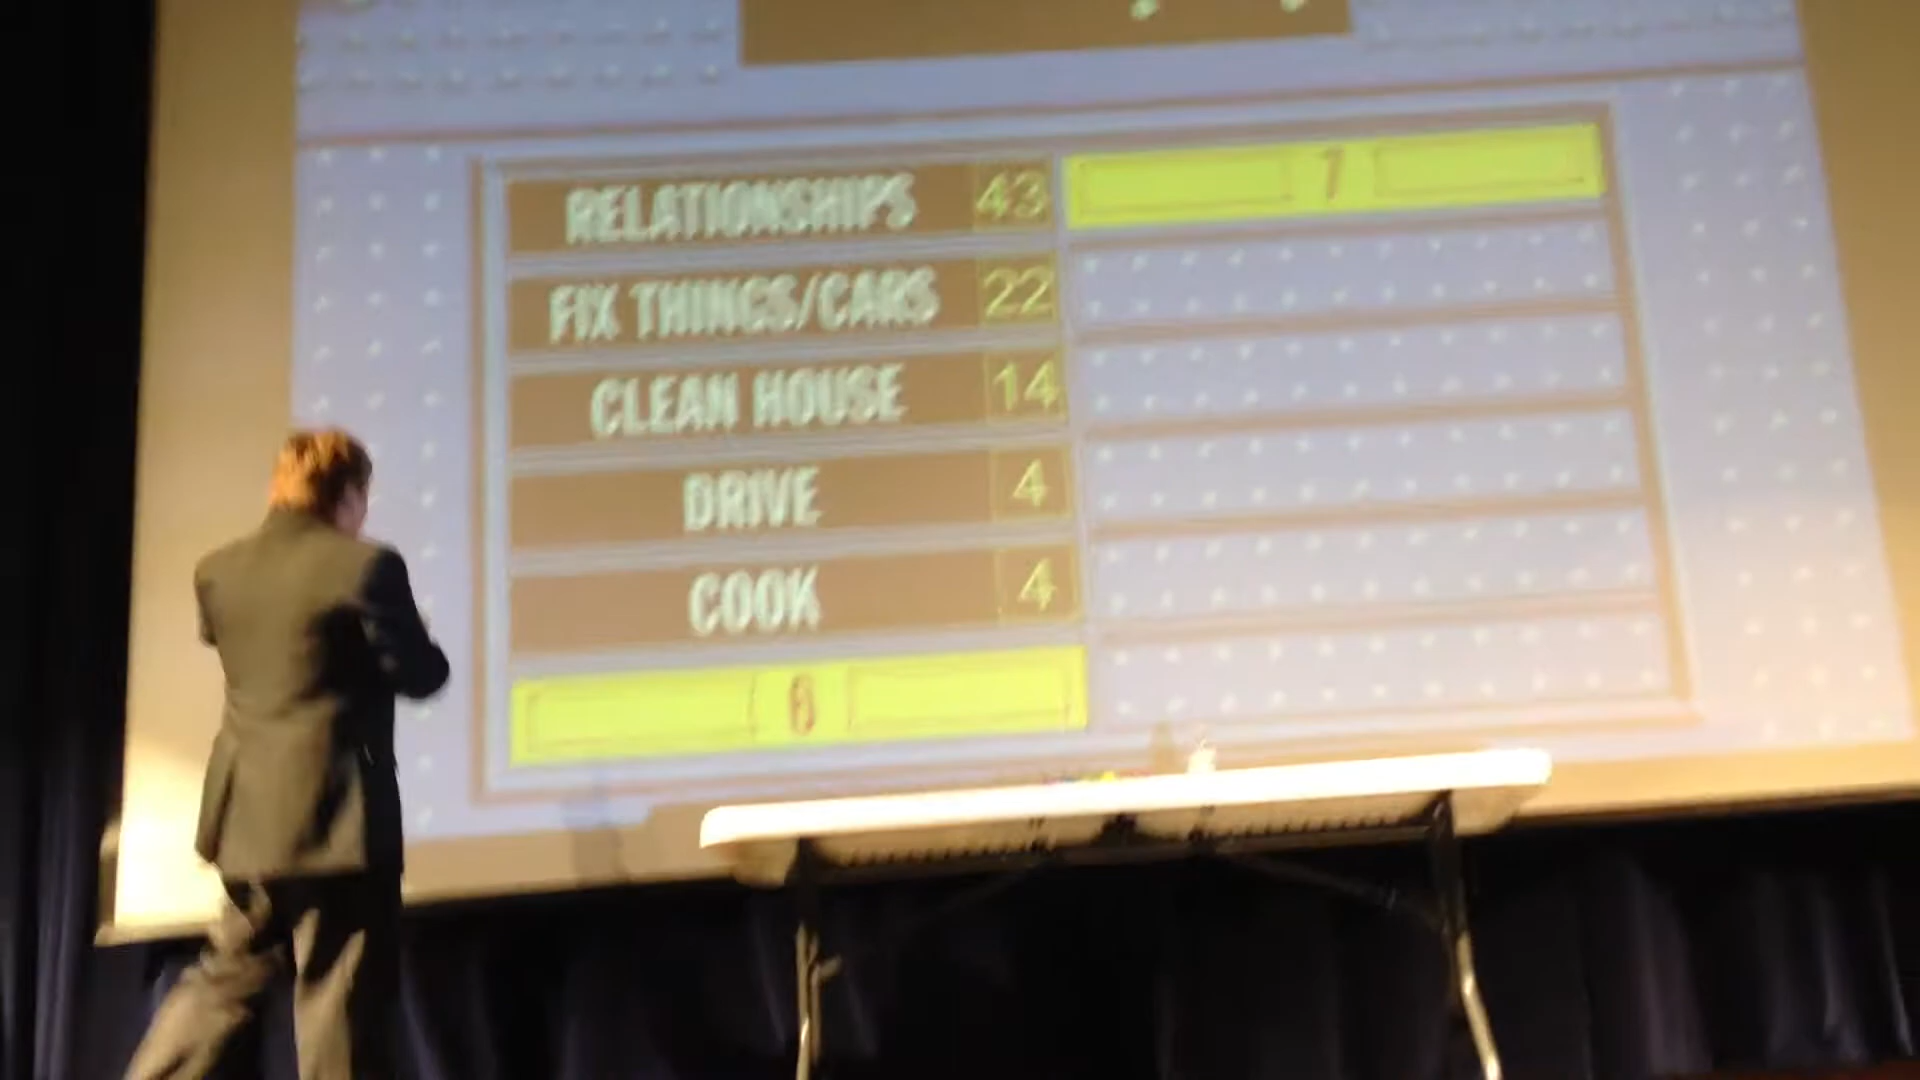 RELATIONSHIPS 43
FIX THINGS/CARS 22
CLEAN HOUSE 14
DRIVE 4
COOK 4
6
7